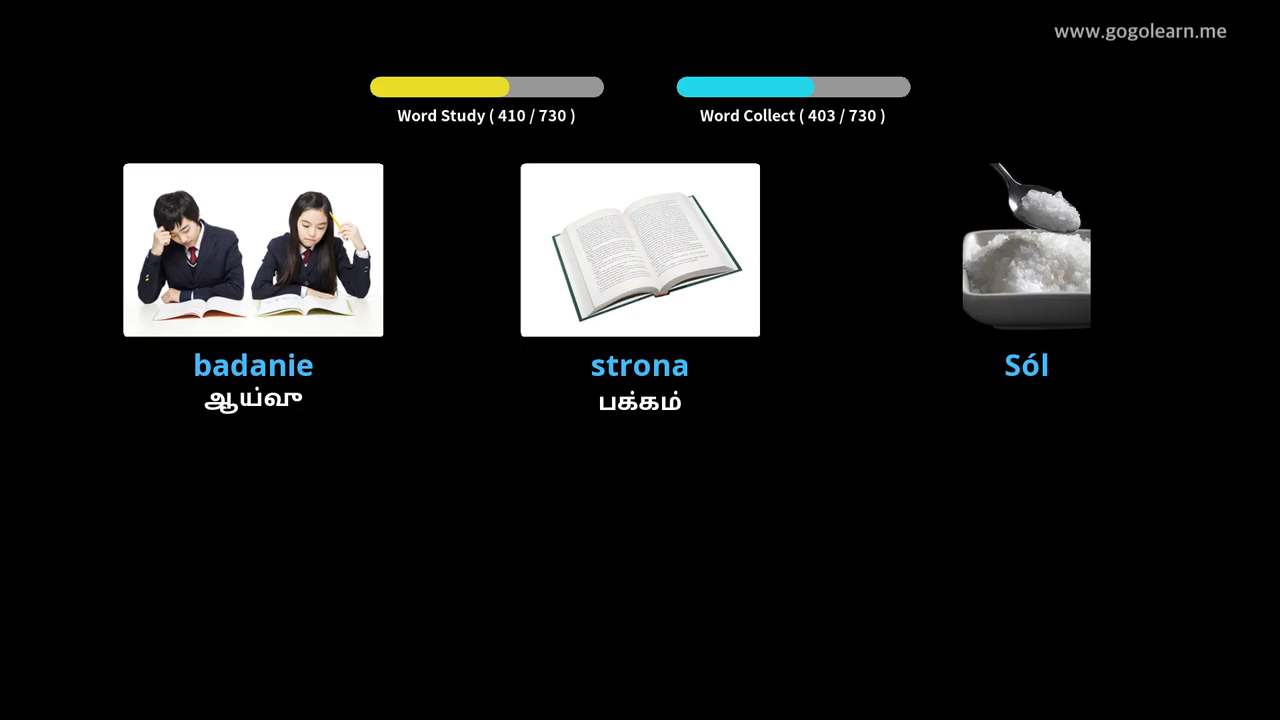 www.gogolearn.me
Word Study ( 410 / 730 )
Word Collect ( 403 / 730 )
badanie
ஆய்வு
strona
பக்கம்
Sól